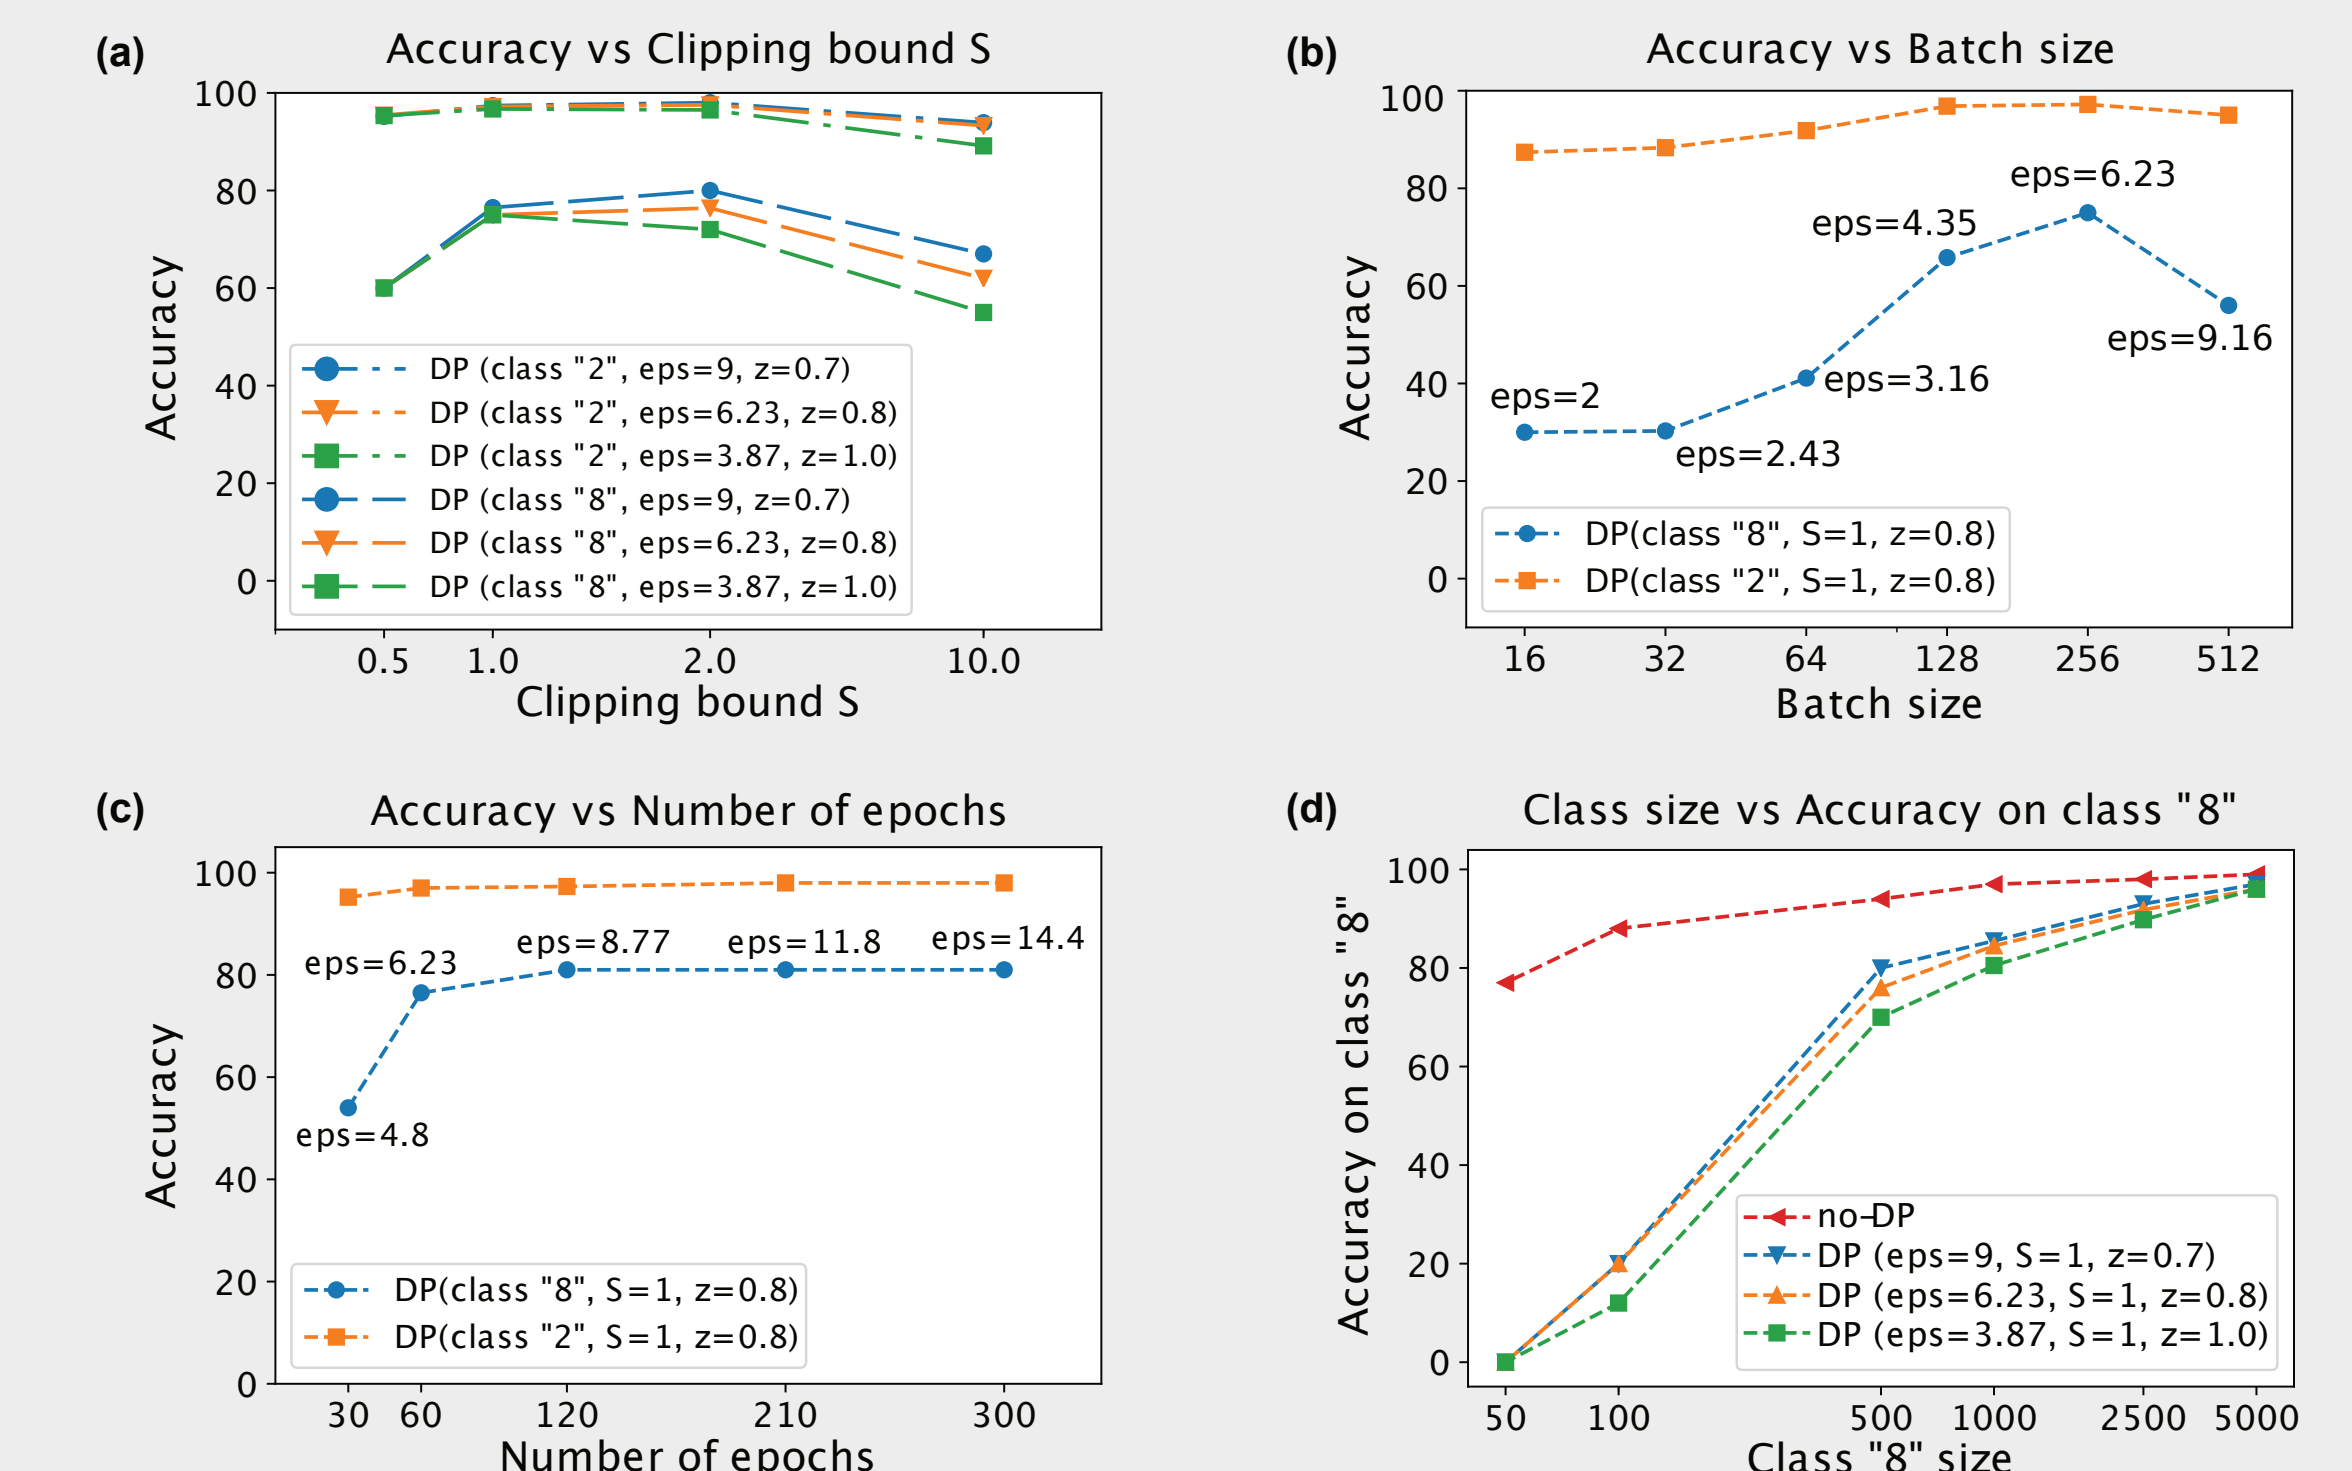 (a)
Accuracy vs Clipping bound S
100
80
60
40
20
0
Accuracy
DP (class "2", eps=9, z=0.7)
DP (class "2", eps=6.23, z=0.8)
DP (class "2", eps=3.87, z=1.0)
DP (class "8", eps=9, z=0.7)
DP (class "8", eps=6.23, z=0.8)
DP (class "8", eps=3.87, z=1.0)
0.5 1.0 2.0 10.0
Clipping bound S
(b)
Accuracy vs Batch size
100
80
60
40
20
0
Accuracy
eps=6.23
eps=4.35
eps=9.16
eps=3.16
eps=2
eps=2.43
DP(class "8", S=1, z=0.8)
DP(class "2", S=1, z=0.8)
16 32 64 128 256 512
Batch size
(c)
Accuracy vs Number of epochs
100
80
60
40
20
0
Accuracy
eps=14.4
eps=8.77
eps=11.8
eps=6.23
eps=4.8
DP(class "8", S=1, z=0.8)
DP(class "2", S=1, z=0.8)
30 60 120 210 300
Number of epochs
(d)
Class size vs Accuracy on class "8"
100
80
60
40
20
0
Accuracy on class "8"
no-DP
DP (eps=9, S=1, z=0.7)
DP (eps=6.23, S=1, z=0.8)
DP (eps=3.87, S=1, z=1.0)
50 100 500 1000 2500 5000
Class "8" size